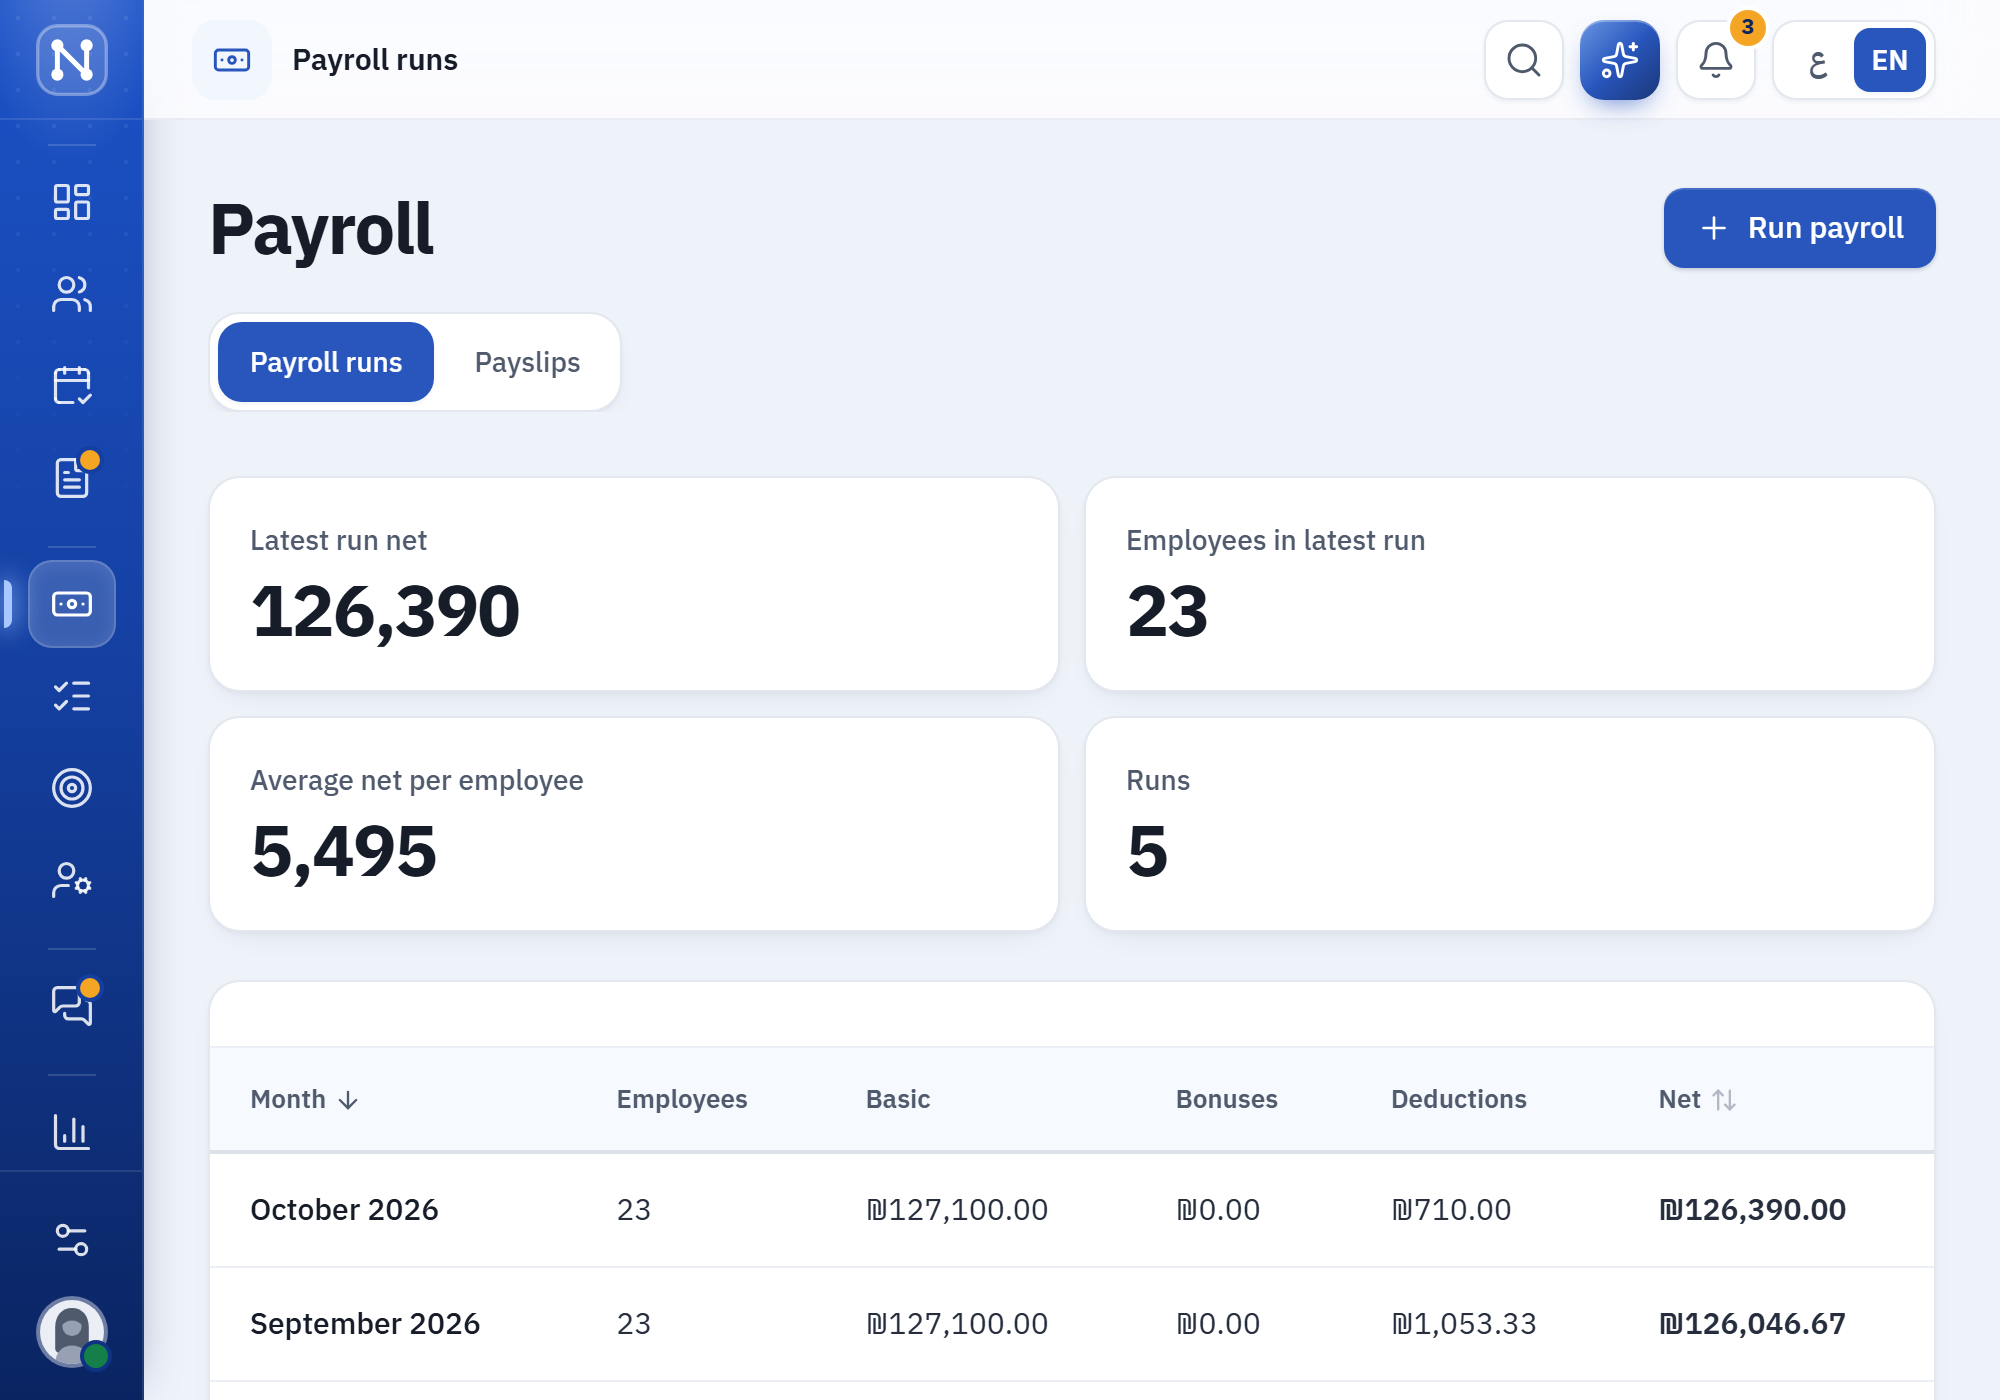 N
Payroll runs
3
ع
EN
Payroll
Run payroll
Payroll runs
Payslips
Latest run net
126,390
Employees in latest run
23
Average net per employee
5,495
Runs
5
Month Employees Basic Bonuses Deductions Net
October 2026 23 ₪127,100.00 ₪0.00 ₪710.00 ₪126,390.00
September 2026 23 ₪127,100.00 ₪0.00 ₪1,053.33 ₪126,046.67